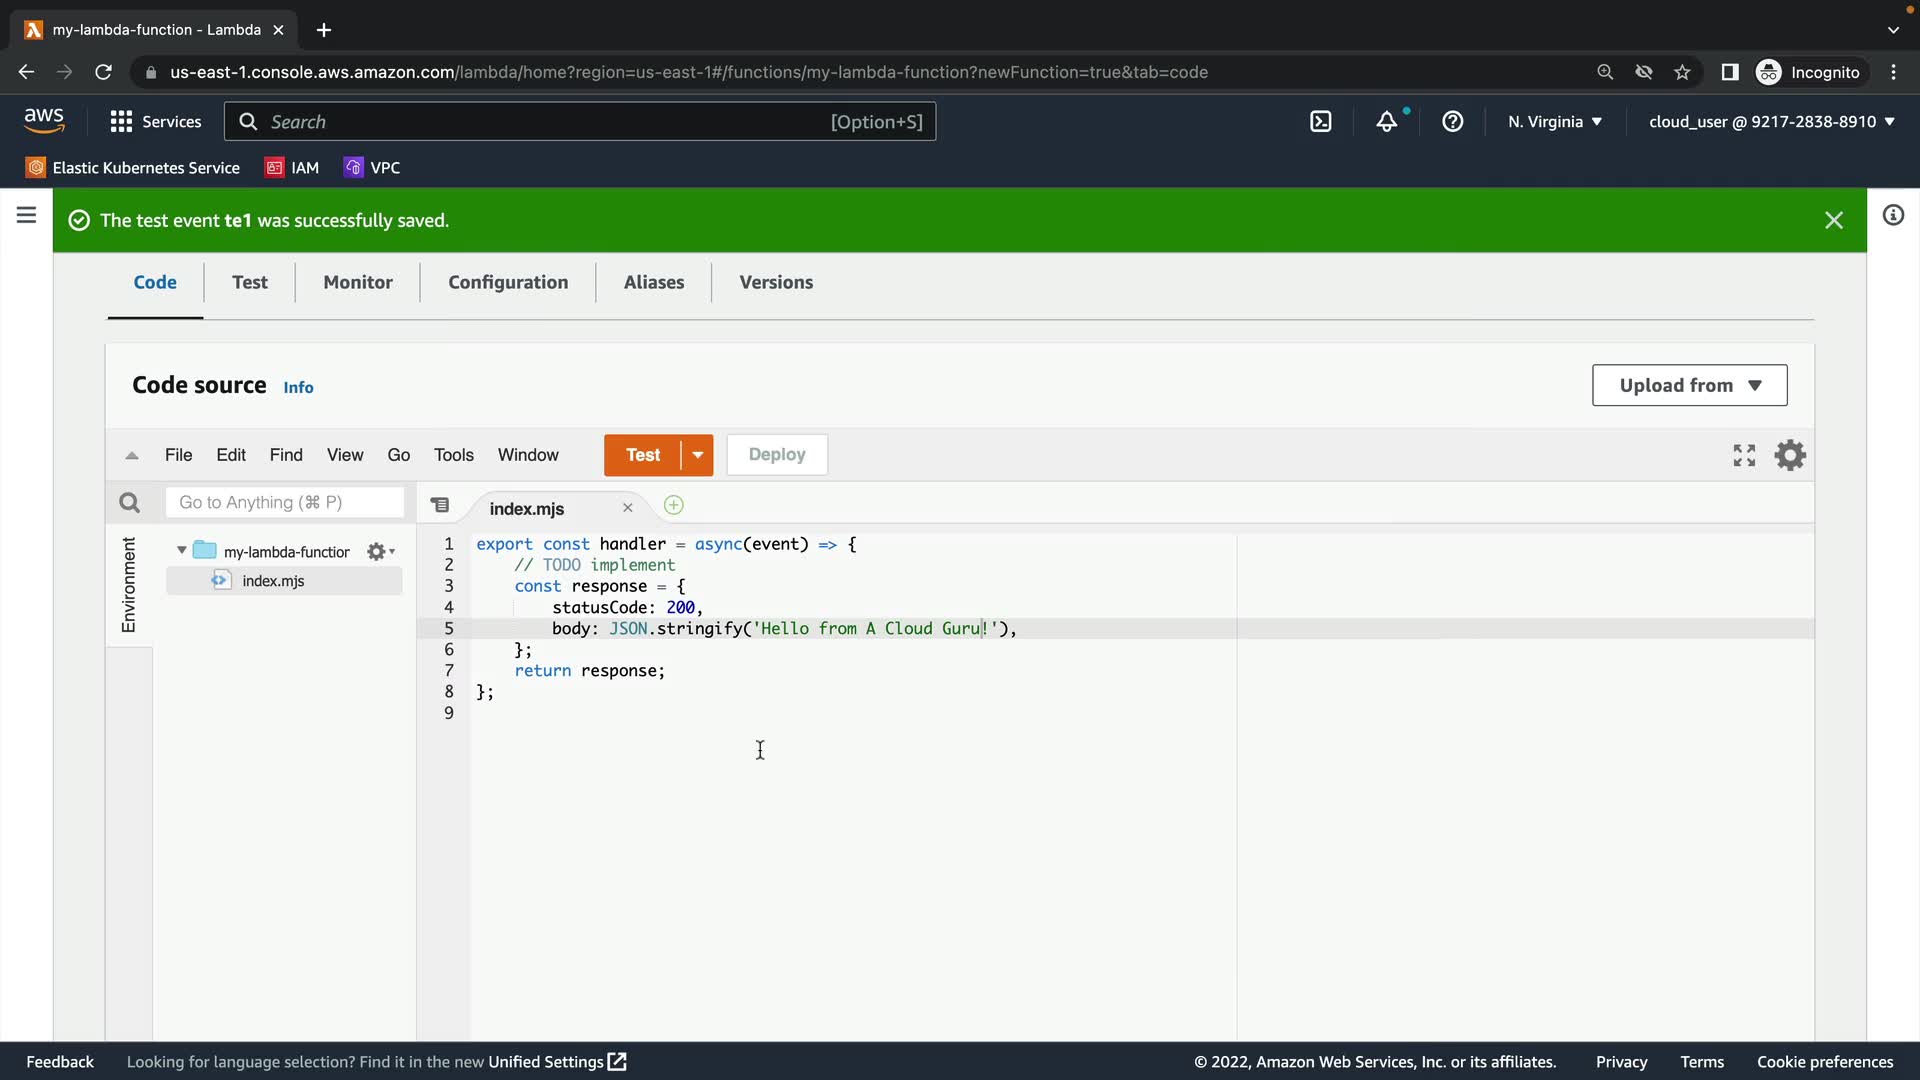 my-lambda-function - Lambda
us-east-1.console.aws.amazon.com/lambda/home?region=us-east-1#/functions/my-lambda-function?newFunction=true&tab=code
Incognito
aws
Services
Search
[Option+S]
N. Virginia
cloud_user @ 9217-2838-8910
Elastic Kubernetes Service
IAM
VPC
The test event te1 was successfully saved.
Code
Test
Monitor
Configuration
Aliases
Versions
Code source Info
Upload from
File
Edit
Find
View
Go
Tools
Window
Test
Deploy
Go to Anything (⌘ P)
index.mjs
Environment
my-lambda-functior
index.mjs
1 export const handler = async(event) => {
2 // TODO implement
3 const response = {
4 statusCode: 200,
5 body: JSON.stringify('Hello from A Cloud Guru!'),
6 };
7 return response;
8 };
9
Feedback
Looking for language selection? Find it in the new Unified Settings
© 2022, Amazon Web Services, Inc. or its affiliates.
Privacy
Terms
Cookie preferences